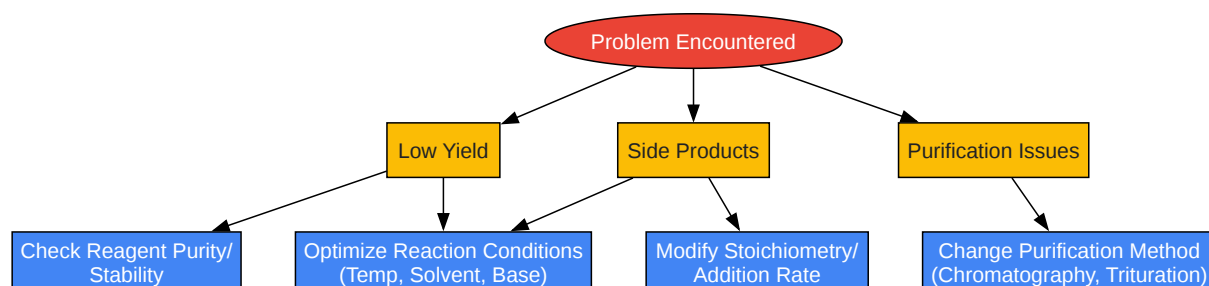 Problem Encountered
Low Yield
Side Products
Purification Issues
Check Reagent Purity/
Stability
Optimize Reaction Conditions
(Temp, Solvent, Base)
Modify Stoichiometry/
Addition Rate
Change Purification Method
(Chromatography, Trituration)